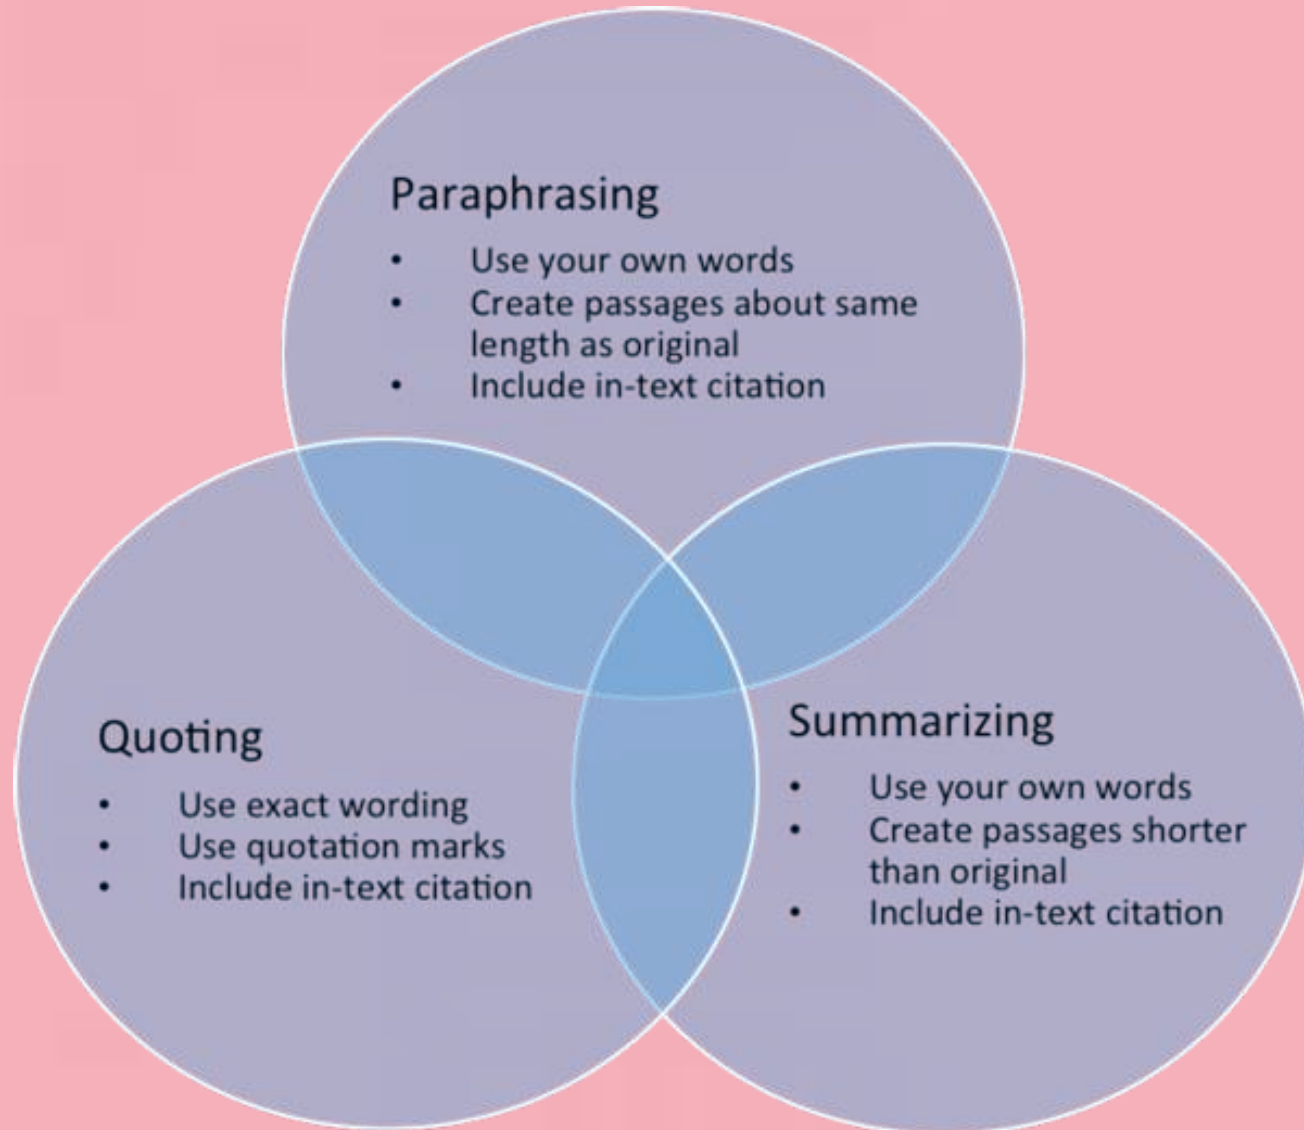 Paraphrasing
• Use your own words
• Create passages about same
length as original
• Include in-text citation
Quoting
• Use exact wording
• Use quotation marks
• Include in-text citation
Summarizing
• Use your own words
• Create passages shorter
than original
• Include in-text citation